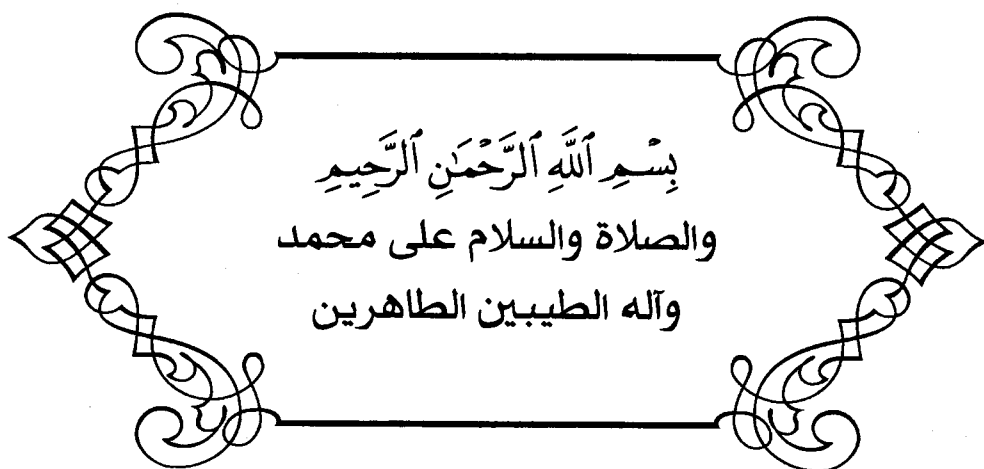 بِسْمِ ٱللَّهِ ٱلرَّحْمَٰنِ ٱلرَّحِيمِ
والصلاة والسلام على محمد
وآله الطيبين الطاهرين